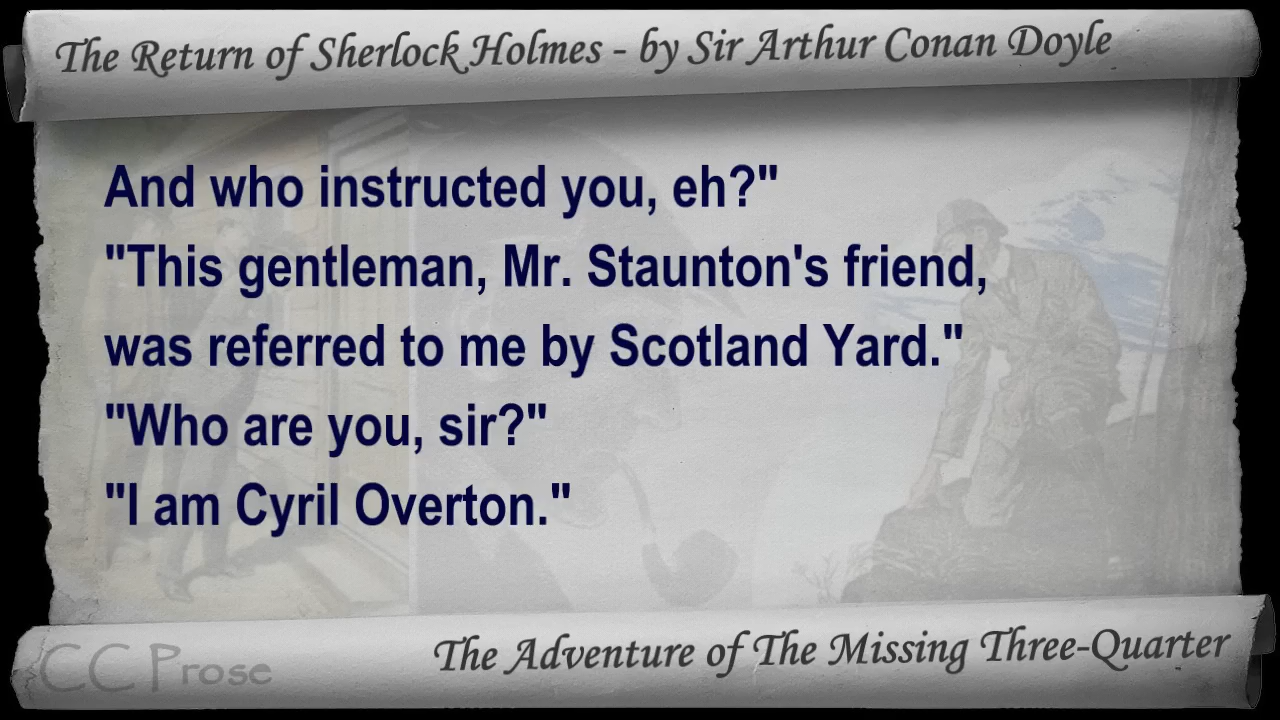 The Return of Sherlock Holmes - by Sir Arthur Conan Doyle
And who instructed you, eh?"
"This gentleman, Mr. Staunton's friend,
was referred to me by Scotland Yard."
"Who are you, sir?"
"I am Cyril Overton."
CC Prose
The Adventure of The Missing Three-Quarter